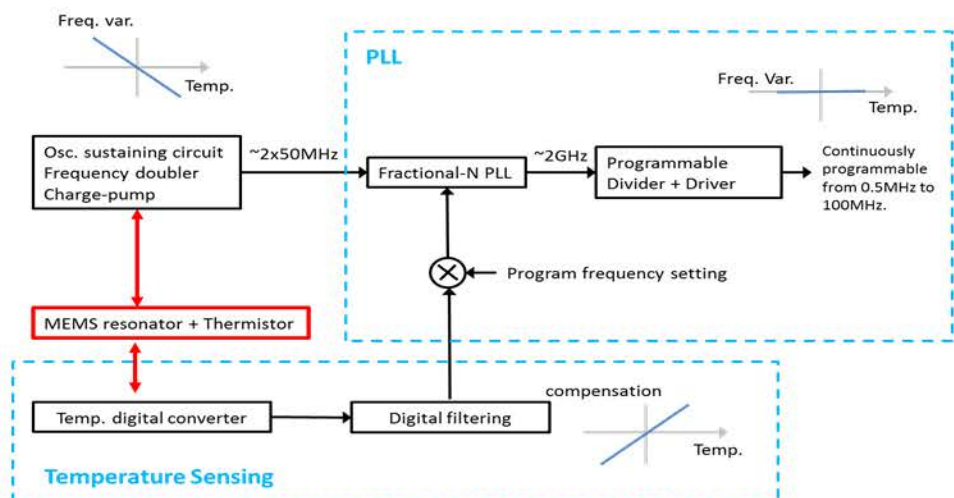 Freq. var.
Temp.
PLL
Freq. Var.
Temp.
Osc. sustaining circuit
Frequency doubler
Charge-pump
~2x50MHz
Fractional-N PLL
~2GHz
Programmable
Divider + Driver
Continuously
programmable
from 0.5MHz to
100MHz.
Program frequency setting
MEMS resonator + Thermistor
Temp. digital converter
Digital filtering
compensation
Temp.
Temperature Sensing